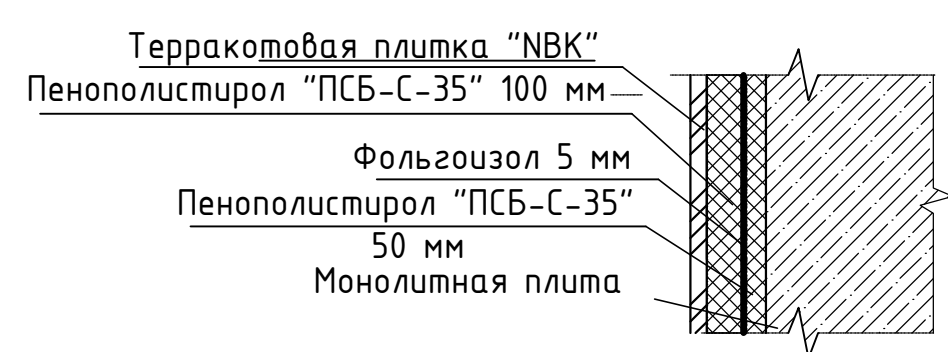 Терракотовая плитка "NBK"
Пенополистирол "ПСБ-С-35" 100 мм
Фольгоизол 5 мм
Пенополистирол "ПСБ-С-35"
50 мм
Монолитная плита